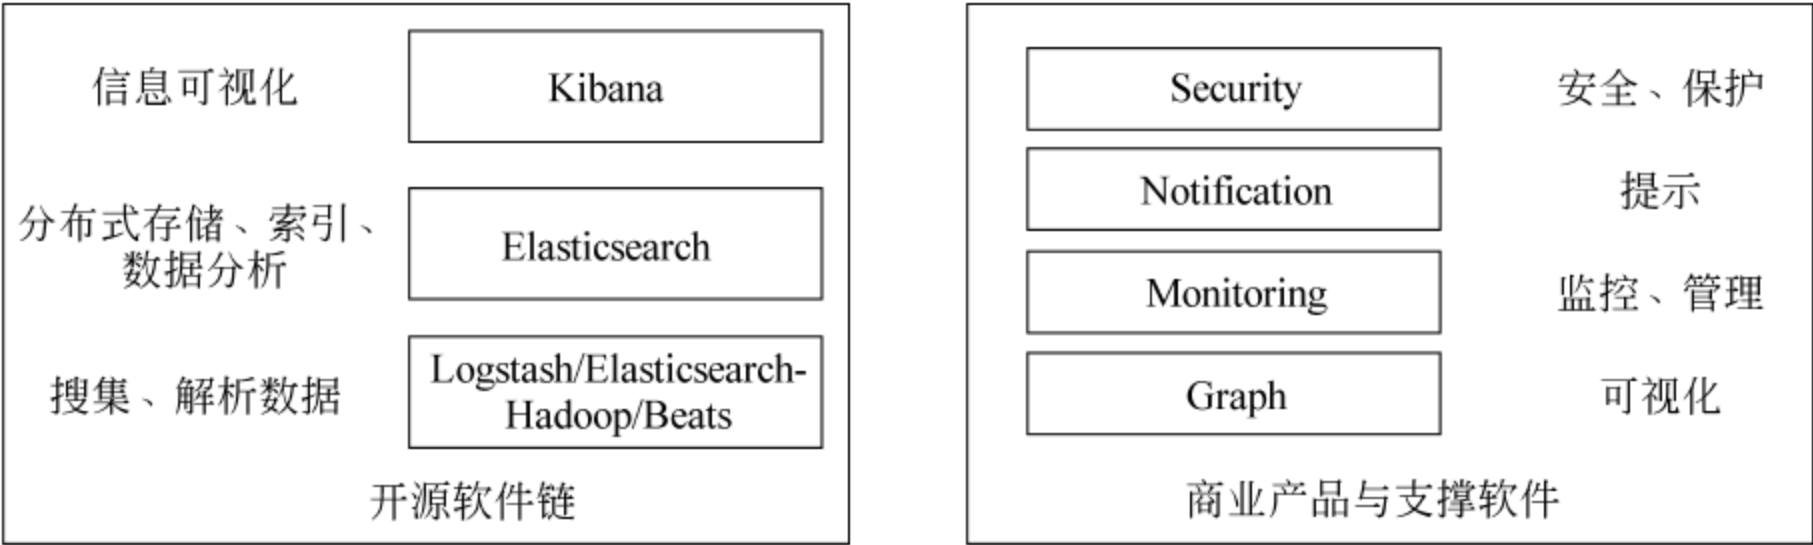 信息可视化
Kibana
分布式存储、索引、
数据分析
Elasticsearch
搜集、解析数据
Logstash/Elasticsearch-
Hadoop/Beats
开源软件链
Security
安全、保护
Notification
提示
Monitoring
监控、管理
Graph
可视化
商业产品与支撑软件